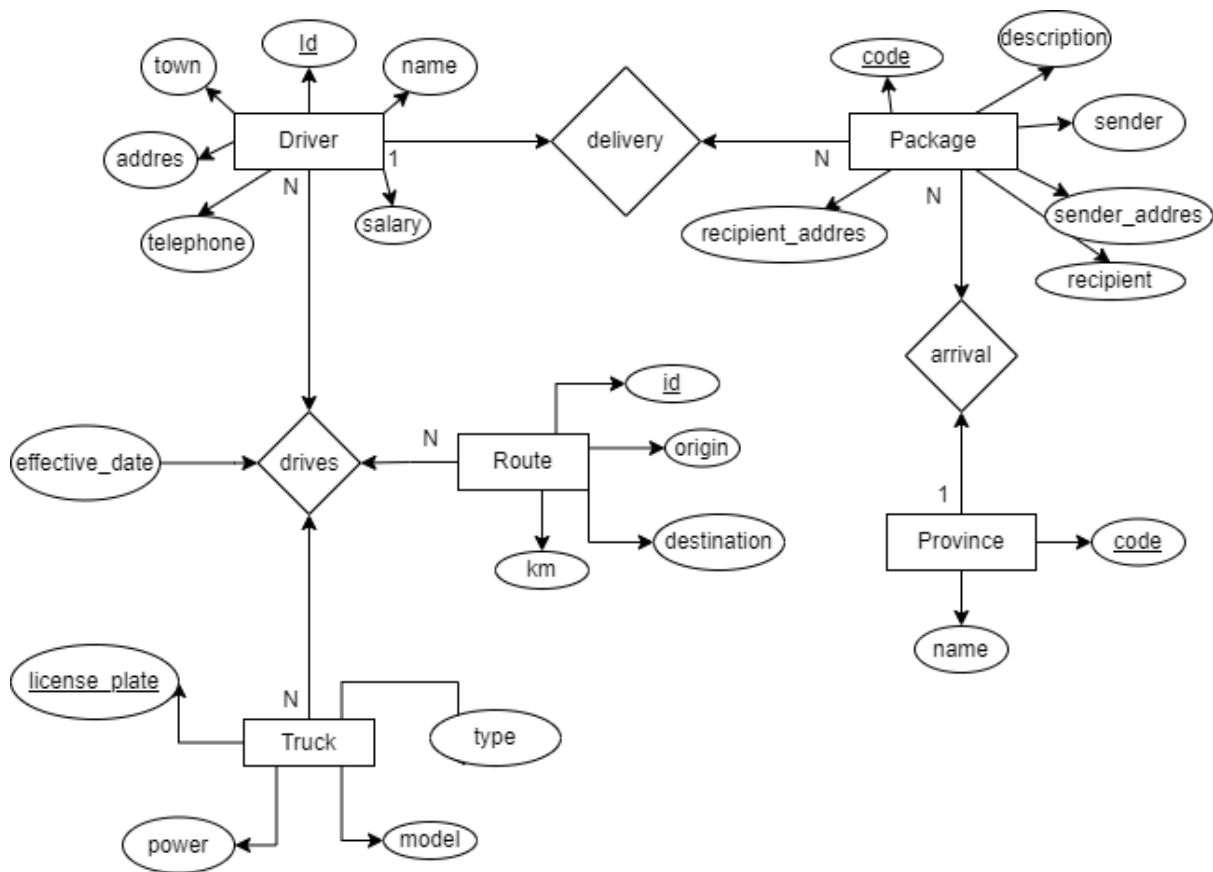 Id
description
town
name
code
Driver
delivery
Package
sender
addres
1
N
N
N
salary
sender_addres
telephone
recipient_addres
recipient
arrival
id
N
origin
effective_date
drives
Route
1
destination
Province
code
km
name
license_plate
N
type
Truck
power
model